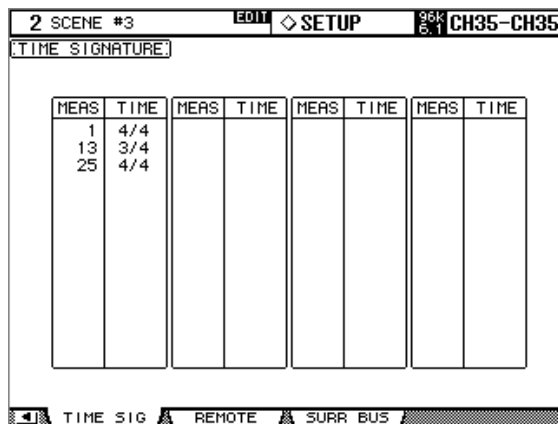 2 SCENE #3 EDIT ◇SETUP 96k 6.1 CH35-CH35
TIME SIGNATURE
MEAS TIME MEAS TIME MEAS TIME MEAS TIME
1 4/4
13 3/4
25 4/4
TIME SIG REMOTE SURR BUS